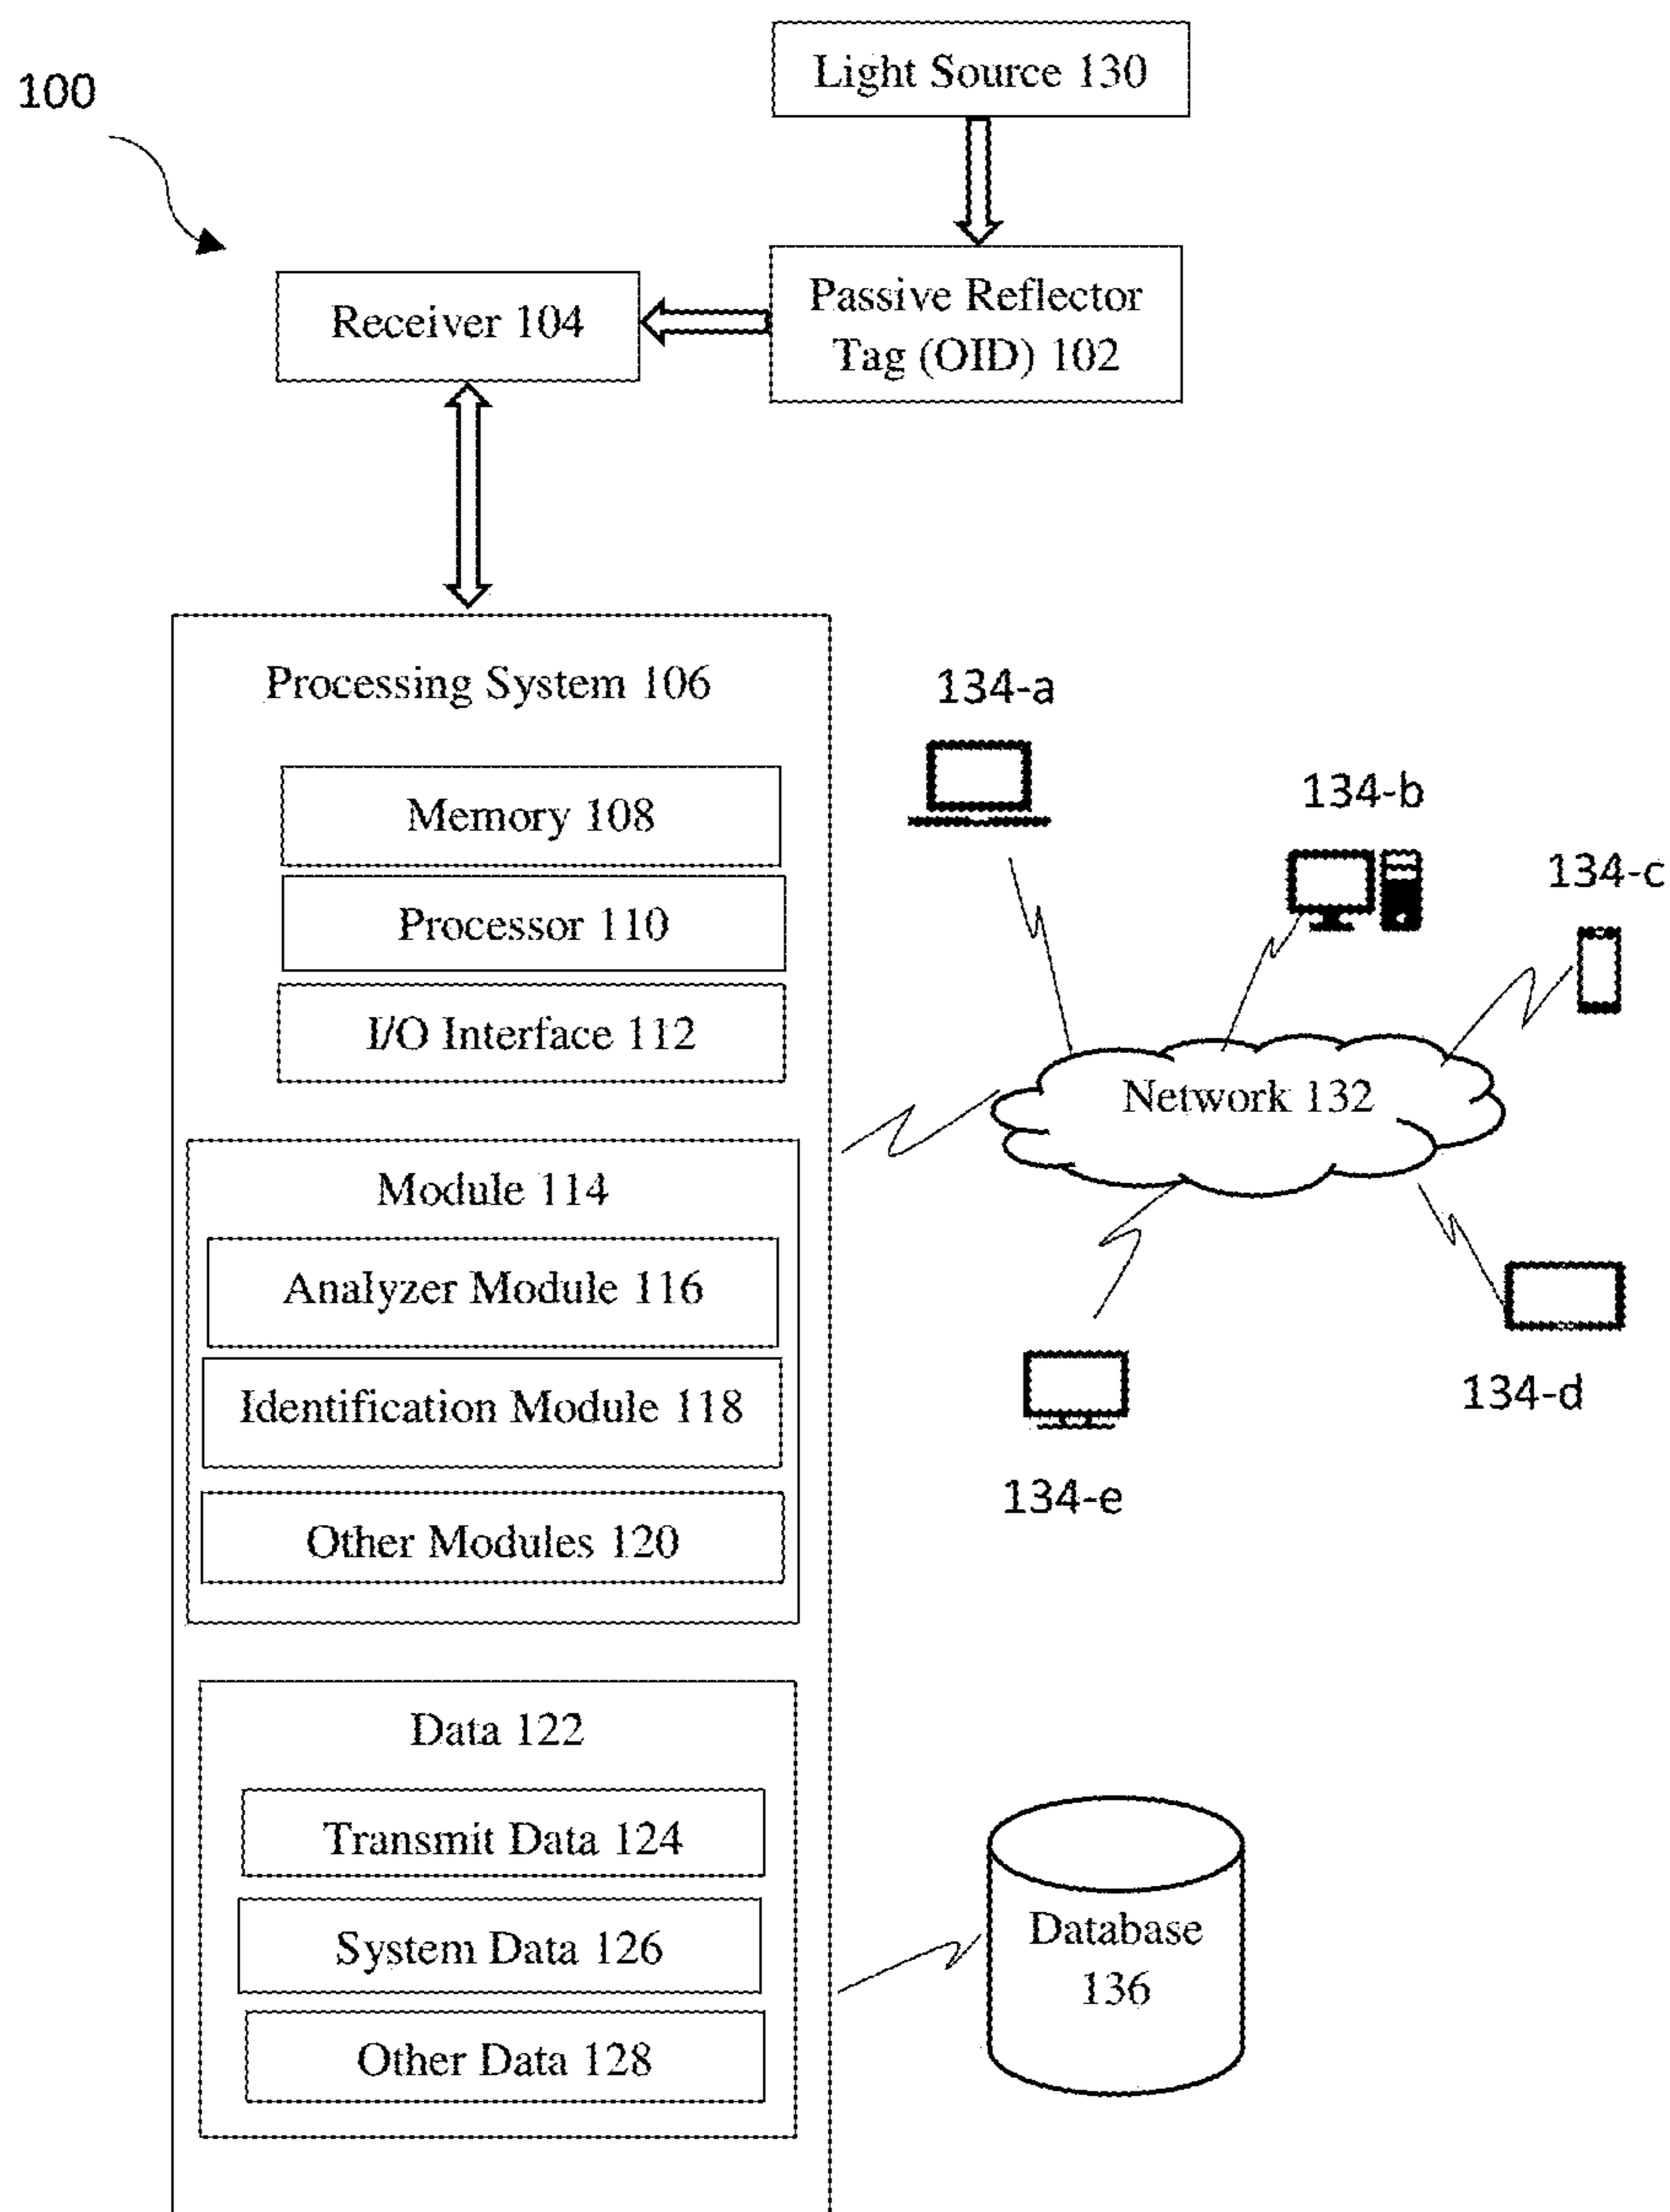 Light Source 130
100
Passive Reflector
Tag (OID) 102
Receiver 104
Processing System 106
Memory 108
Processor 110
I/O Interface 112
Module 114
Analyzer Module 116
Identification Module 118
Other Modules 120
Data 122
Transmit Data 124
System Data 126
Other Data 128
134-a
134-b
134-c
Network 132
134-d
134-e
Database
136